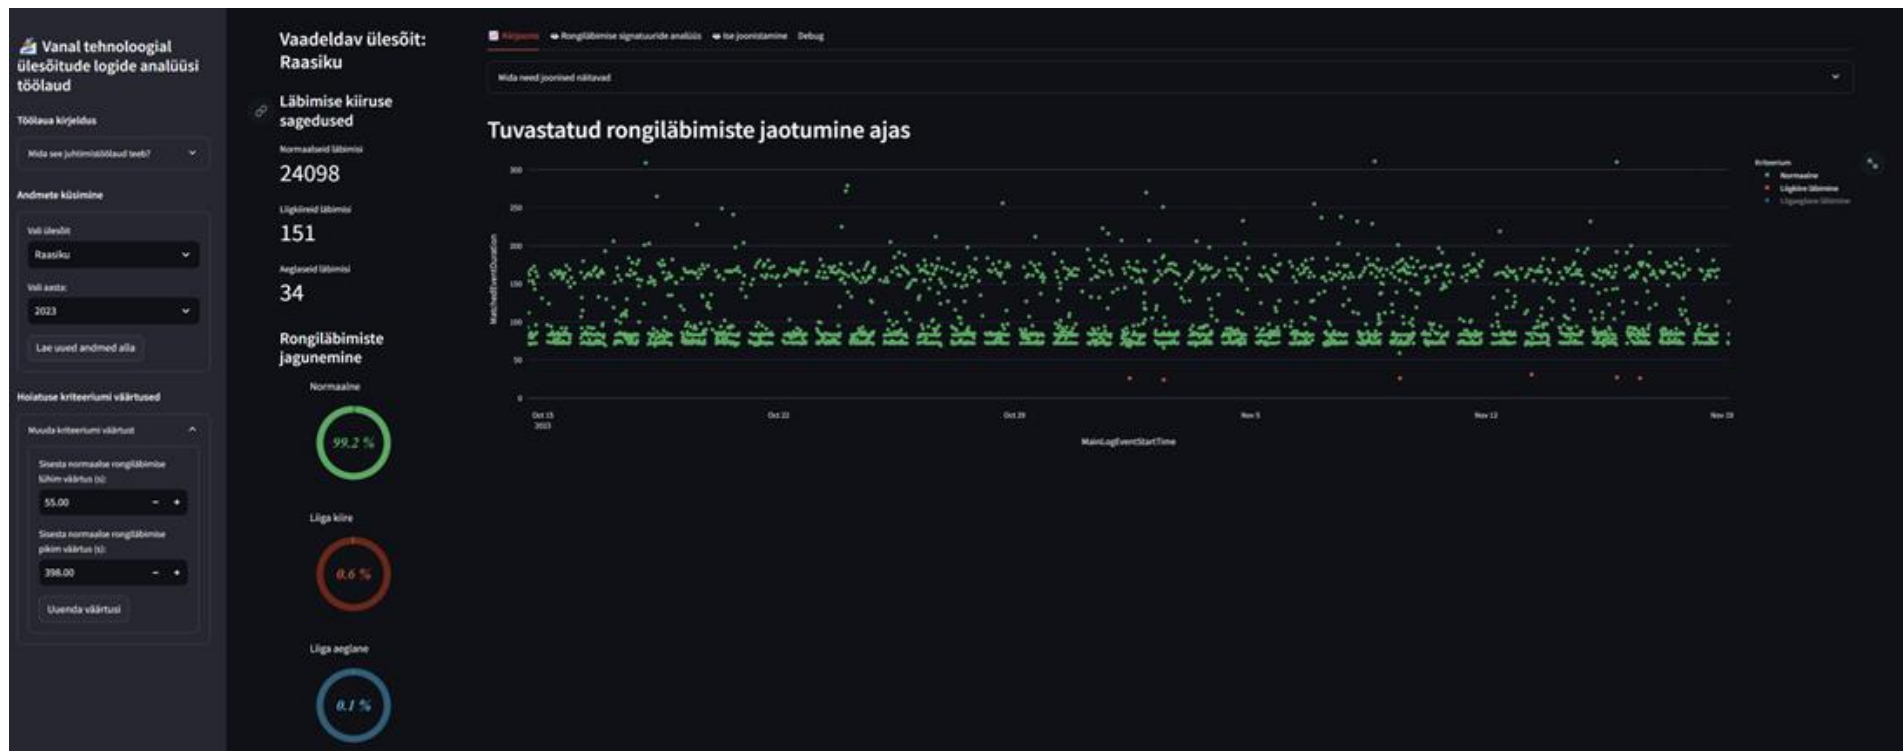 Vanal tehnoloogial
ülesõitude logide analüüsi
töölaud
Töölaua kirjeldus
Mida see juhtimistöölaud teeb?
Andmete küsimine
Vali ülesõit
Raasiku
Vali aasta:
2023
Lae uued andmed alla
Hoiatuse kriteeriumi väärtused
Muuda kriteeriumi väärtust
Sisesta normaalse rongiläbimise
lühim väärtus (s):
55.00
- +
Sisesta normaalse rongiläbimise
pikim väärtus (s):
398.00
- +
Uuenda väärtusi
Vaadeldav ülesõit:
Raasiku
Läbimise kiiruse
sagedused
Normaalseid läbimisi
24098
Liigkiireid läbimisi
151
Aeglaseid läbimisi
34
Rongiläbimiste
jagunemine
Normaalne
99.2 %
Liiga kiire
0.6 %
Liiga aeglane
0.1 %
Rongiläbimise signatuuride analüüs Ise joonistamine Debug
Mida need joonised näitavad
Tuvastatud rongiläbimiste jaotumine ajas
MatchedEventDuration
300
250
200
150
100
50
0
Oct 15 Oct 22 Oct 29 Nov 5 Nov 12 Nov 19
2023
MainLogEventStartTime
Kriteerium
Normaalne
Liigkiire läbimine
Liigaeglane läbimine